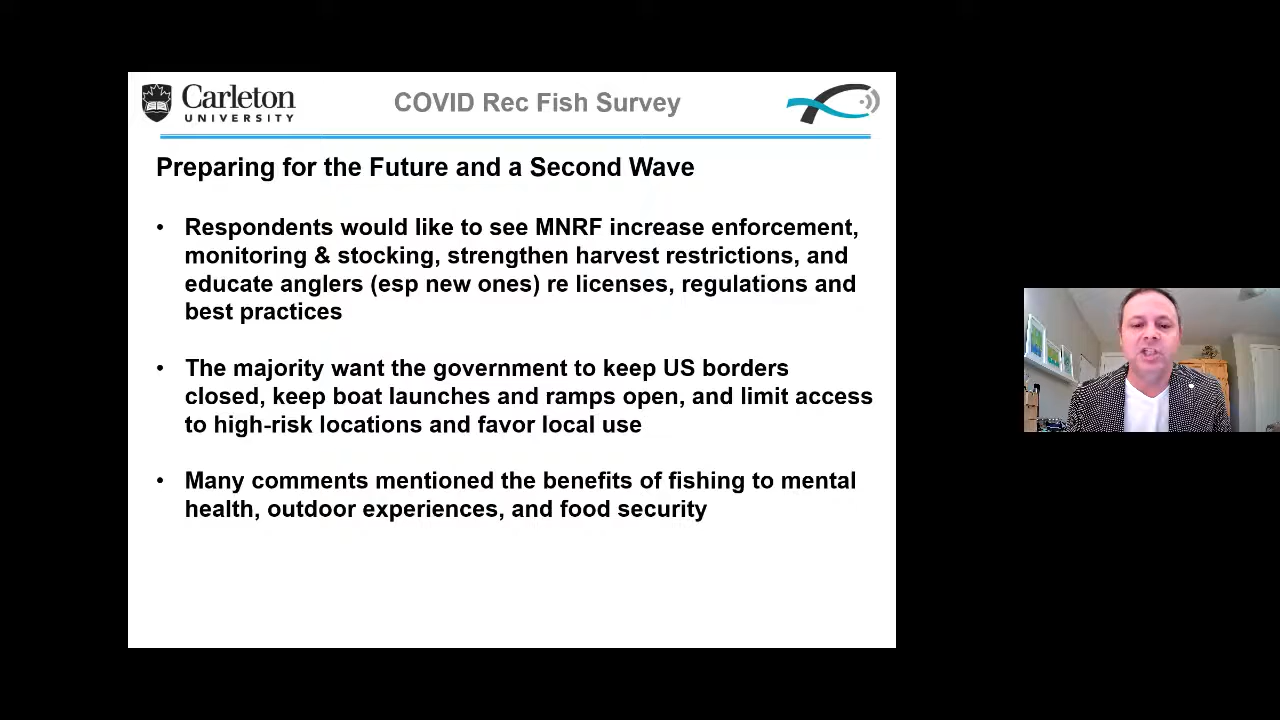 Carleton
UNIVERSITY
COVID Rec Fish Survey
Preparing for the Future and a Second Wave
• Respondents would like to see MNRF increase enforcement,
monitoring & stocking, strengthen harvest restrictions, and
educate anglers (esp new ones) re licenses, regulations and
best practices
• The majority want the government to keep US borders
closed, keep boat launches and ramps open, and limit access
to high-risk locations and favor local use
• Many comments mentioned the benefits of fishing to mental
health, outdoor experiences, and food security